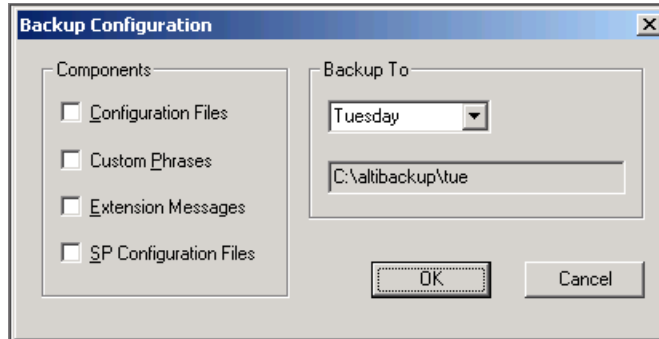 Backup Configuration
Components
Configuration Files
Custom Phrases
Extension Messages
SP Configuration Files
Backup To
Tuesday
C:\altibackup\tue
OK
Cancel